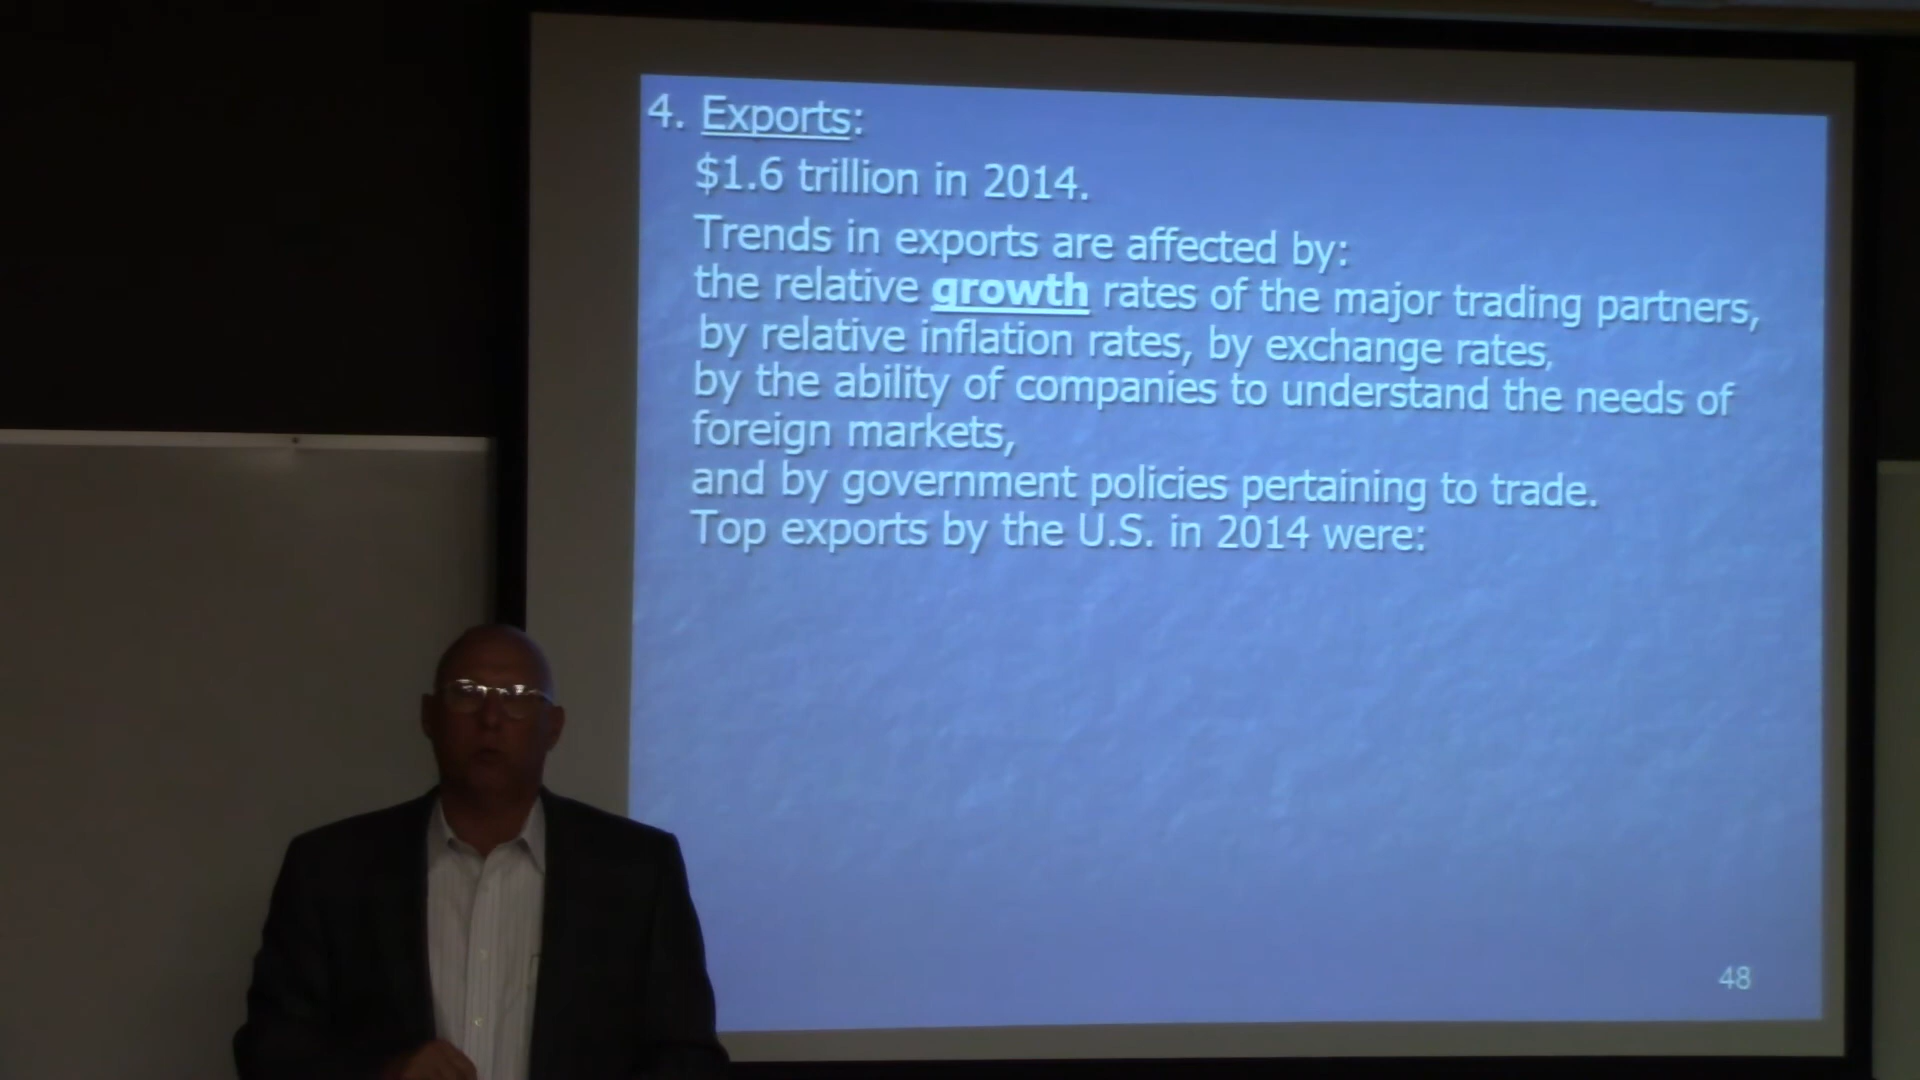 4. Exports:
$1.6 trillion in 2014.
Trends in exports are affected by:
the relative growth rates of the major trading partners,
by relative inflation rates, by exchange rates,
by the ability of companies to understand the needs of
foreign markets,
and by government policies pertaining to trade.
Top exports by the U.S. in 2014 were:
48